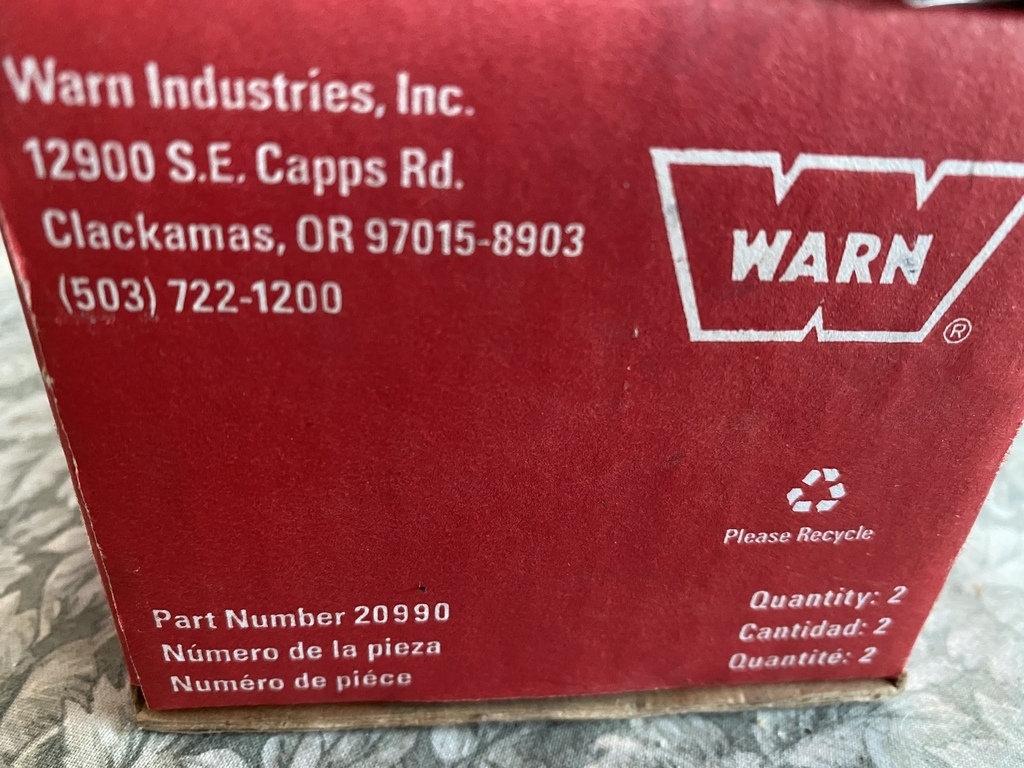 Warn Industries, Inc.
12900 S.E. Capps Rd.
Clackamas, OR 97015-8903
(503) 722-1200
WARN
®
Please Recycle
Part Number 20990
Número de la pieza
Numéro de piéce
Quantity: 2
Cantidad: 2
Quantité: 2